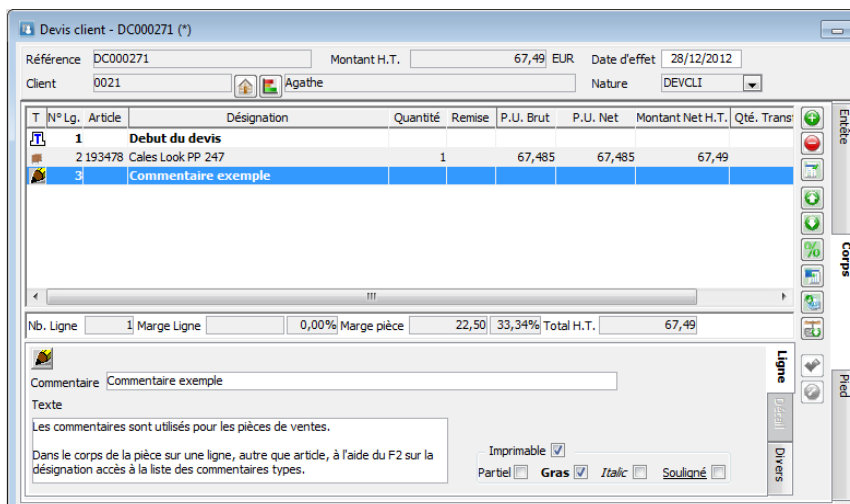 Devis client - DC000271 (*)
Référence DC000271 Montant H.T. 67,49 EUR Date d'effet 28/12/2012
Client 0021 Agathe Nature DEVCLI
T N° Lg. Article Désignation Quantité Remise P.U. Brut P.U. Net Montant Net H.T. Qté. Transf
T 1 Debut du devis
2 193478 Cales Look PP 247 1 67,485 67,485 67,49
3 Commentaire exemple
Nb. Ligne 1 Marge Ligne 0,00% Marge pièce 22,50 33,34% Total H.T. 67,49
Commentaire Commentaire exemple
Texte
Les commentaires sont utilisés pour les pièces de ventes.
Dans le corps de la pièce sur une ligne, autre que article, à l'aide du F2 sur la
désignation accès à la liste des commentaires types.
Imprimable
Partiel Gras Italic Souligné
Ligne
Détail
Divers
Entête
Corps
Pied